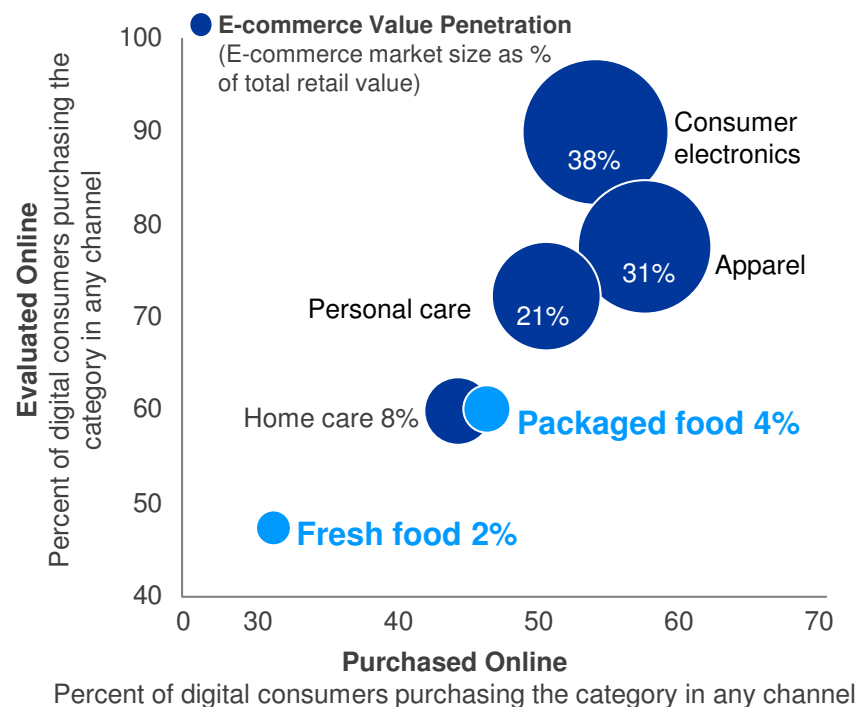 E-commerce Value Penetration
(E-commerce market size as %
of total retail value)
Evaluated Online
Percent of digital consumers purchasing the
category in any channel
100
90
80
70
60
50
40
Consumer
electronics
38%
Apparel
31%
Personal care
21%
Home care 8%
Packaged food 4%
Fresh food 2%
0 30 40 50 60 70
Purchased Online
Percent of digital consumers purchasing the category in any channel